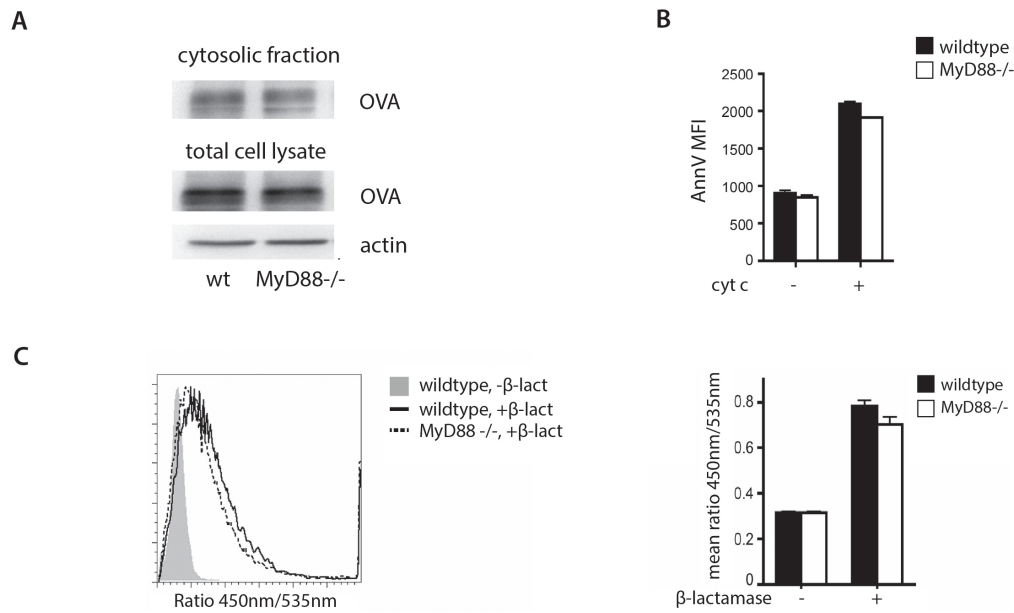 A
cytosolic fraction
OVA
total cell lysate
OVA
actin
wt MyD88-/-
B
wildtype
MyD88-/-
AnnV MFI
2500
2000
1500
1000
500
0
cyt c - +
C
wildtype, -β-lact
wildtype, +β-lact
MyD88 -/-, +β-lact
Ratio 450nm/535nm
wildtype
MyD88-/-
mean ratio 450nm/535nm
0.8
0.6
0.4
0.2
0
β-lactamase - +